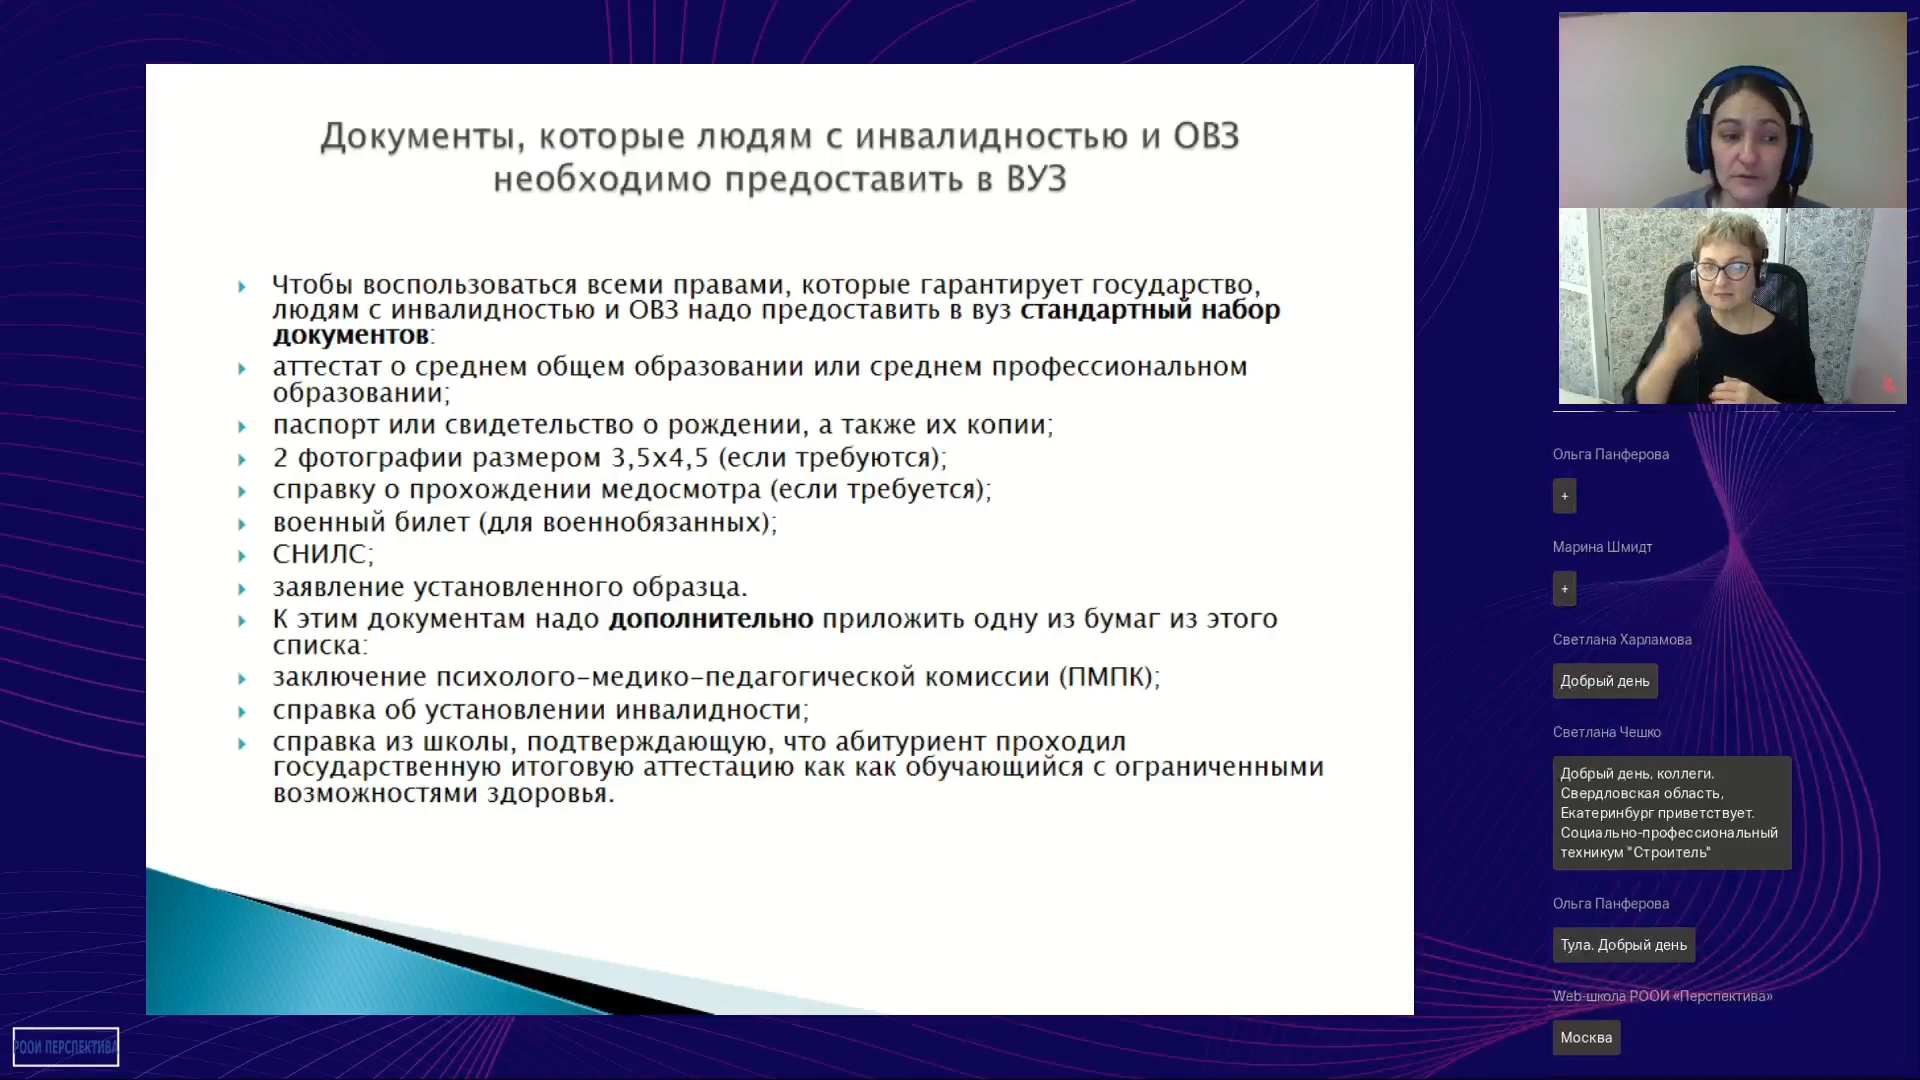 Документы, которые людям с инвалидностью и ОВЗ
необходимо предоставить в ВУЗ
Чтобы воспользоваться всеми правами, которые гарантирует государство,
людям с инвалидностью и ОВЗ надо предоставить в вуз стандартный набор
документов:
аттестат о среднем общем образовании или среднем профессиональном
образовании;
паспорт или свидетельство о рождении, а также их копии;
2 фотографии размером 3,5х4,5 (если требуются);
справку о прохождении медосмотра (если требуется);
военный билет (для военнобязанных);
СНИЛС;
заявление установленного образца.
К этим документам надо дополнительно приложить одну из бумаг из этого
списка:
заключение психолого-медико-педагогической комиссии (ПМПК);
справка об установлении инвалидности;
справка из школы, подтверждающую, что абитуриент проходил
государственную итоговую аттестацию как как обучающийся с ограниченными
возможностями здоровья.
Ольга Панферова
+
Марина Шмидт
+
Светлана Харламова
Добрый день
Светлана Чешко
Добрый день, коллеги.
Свердловская область,
Екатеринбург приветствует.
Социально-профессиональный
техникум "Строитель"
Ольга Панферова
Тула. Добрый день
Web-школа РООИ «Перспектива»
Москва
РООИ ПЕРСПЕКТИВА